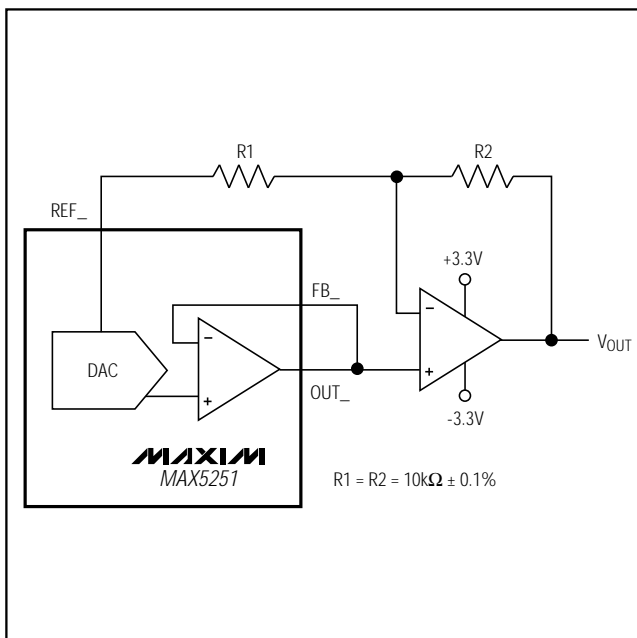 R1
R2
REF_
+3.3V
FB_
−
−
DAC
VOUT
+
OUT_
+
-3.3V
MAXIM
MAX5251
R1 = R2 = 10kΩ ± 0.1%